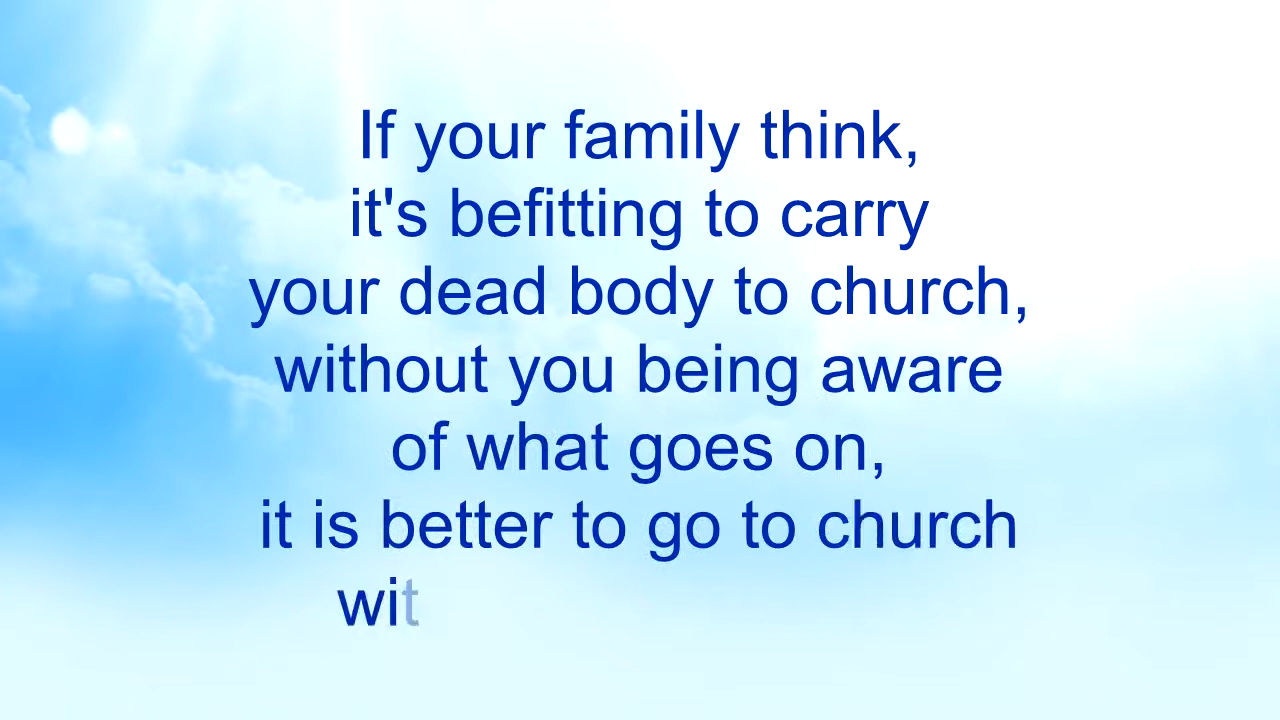 If your family think,
it's befitting to carry
your dead body to church,
without you being aware
of what goes on,
it is better to go to church
wit